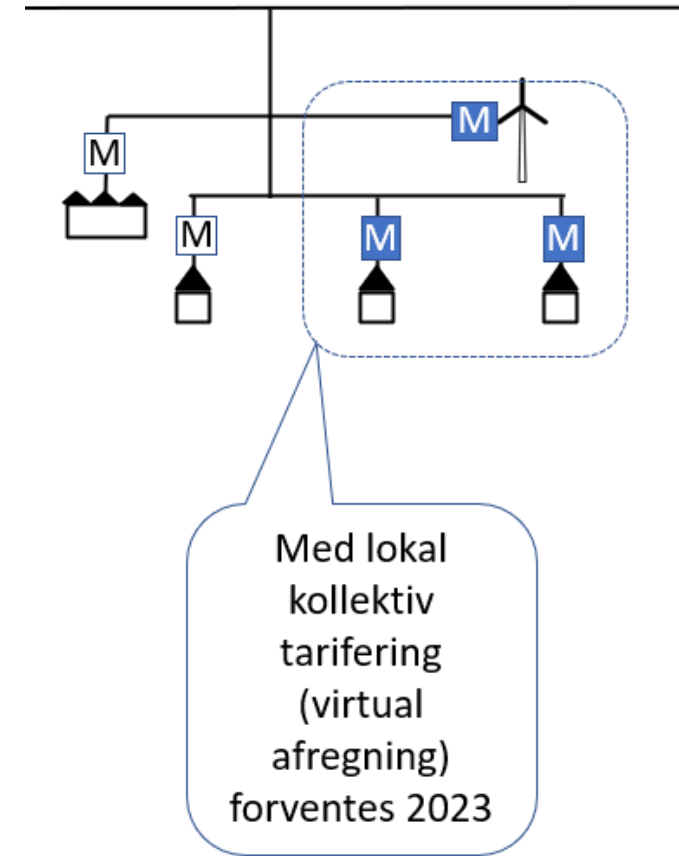 M
M
M
M
M
Med lokal
kollektiv
tarifering
(virtual
afregning)
forventes 2023